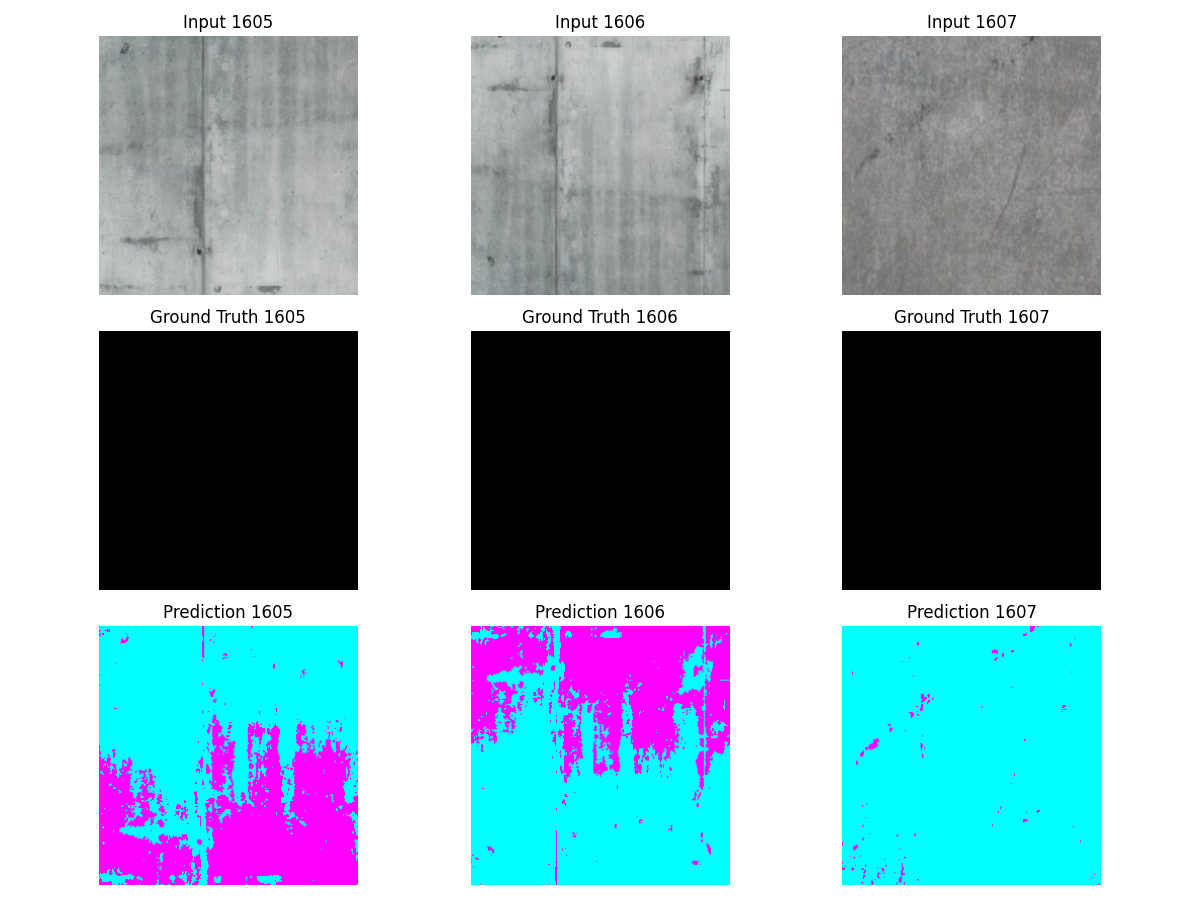 Input 1605
Input 1606
Input 1607
Ground Truth 1605
Ground Truth 1606
Ground Truth 1607
Prediction 1605
Prediction 1606
Prediction 1607